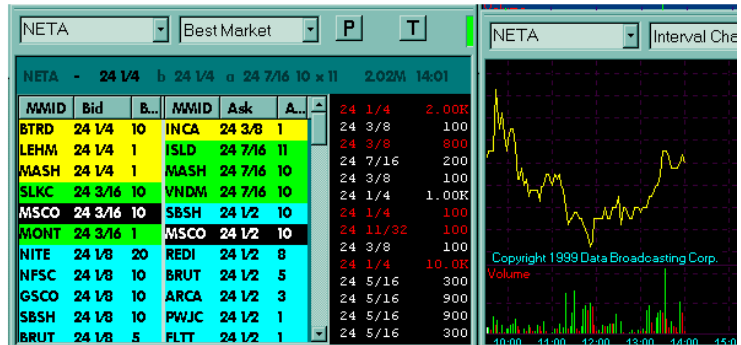 NETA Best Market P T
NETA - 24 1/4 b 24 1/4 a 24 7/16 10 x 11 2.02M 14:01
MMID Bid B... MMID Ask A...
BTRD 24 1/4 10 INCA 24 3/8 1
LEHM 24 1/4 1 ISLD 24 7/16 11
MASH 24 1/4 1 MASH 24 7/16 10
SLKC 24 3/16 10 VNDM 24 7/16 10
MSCO 24 3/16 10 SBSH 24 1/2 10
MONT 24 3/16 1 MSCO 24 1/2 10
NITE 24 1/8 20 REDI 24 1/2 8
NFSC 24 1/8 10 BRUT 24 1/2 5
GSCO 24 1/8 10 ARCA 24 1/2 3
SBSH 24 1/8 10 PWJC 24 1/2 1
BRUT 24 1/8 5 FLTT 24 1/2 1
24 1/4 2.00K
24 3/8 100
24 3/8 800
24 7/16 200
24 3/8 100
24 1/4 1.00K
24 1/4 100
24 11/32 100
24 3/8 100
24 1/4 10.0K
24 5/16 300
24 5/16 900
24 5/16 900
24 5/16 300
Volume
NETA Interval Cha
Copyright 1999 Data Broadcasting Corp.
Volume
10:00 11:00 12:00 13:00 14:00 15:0